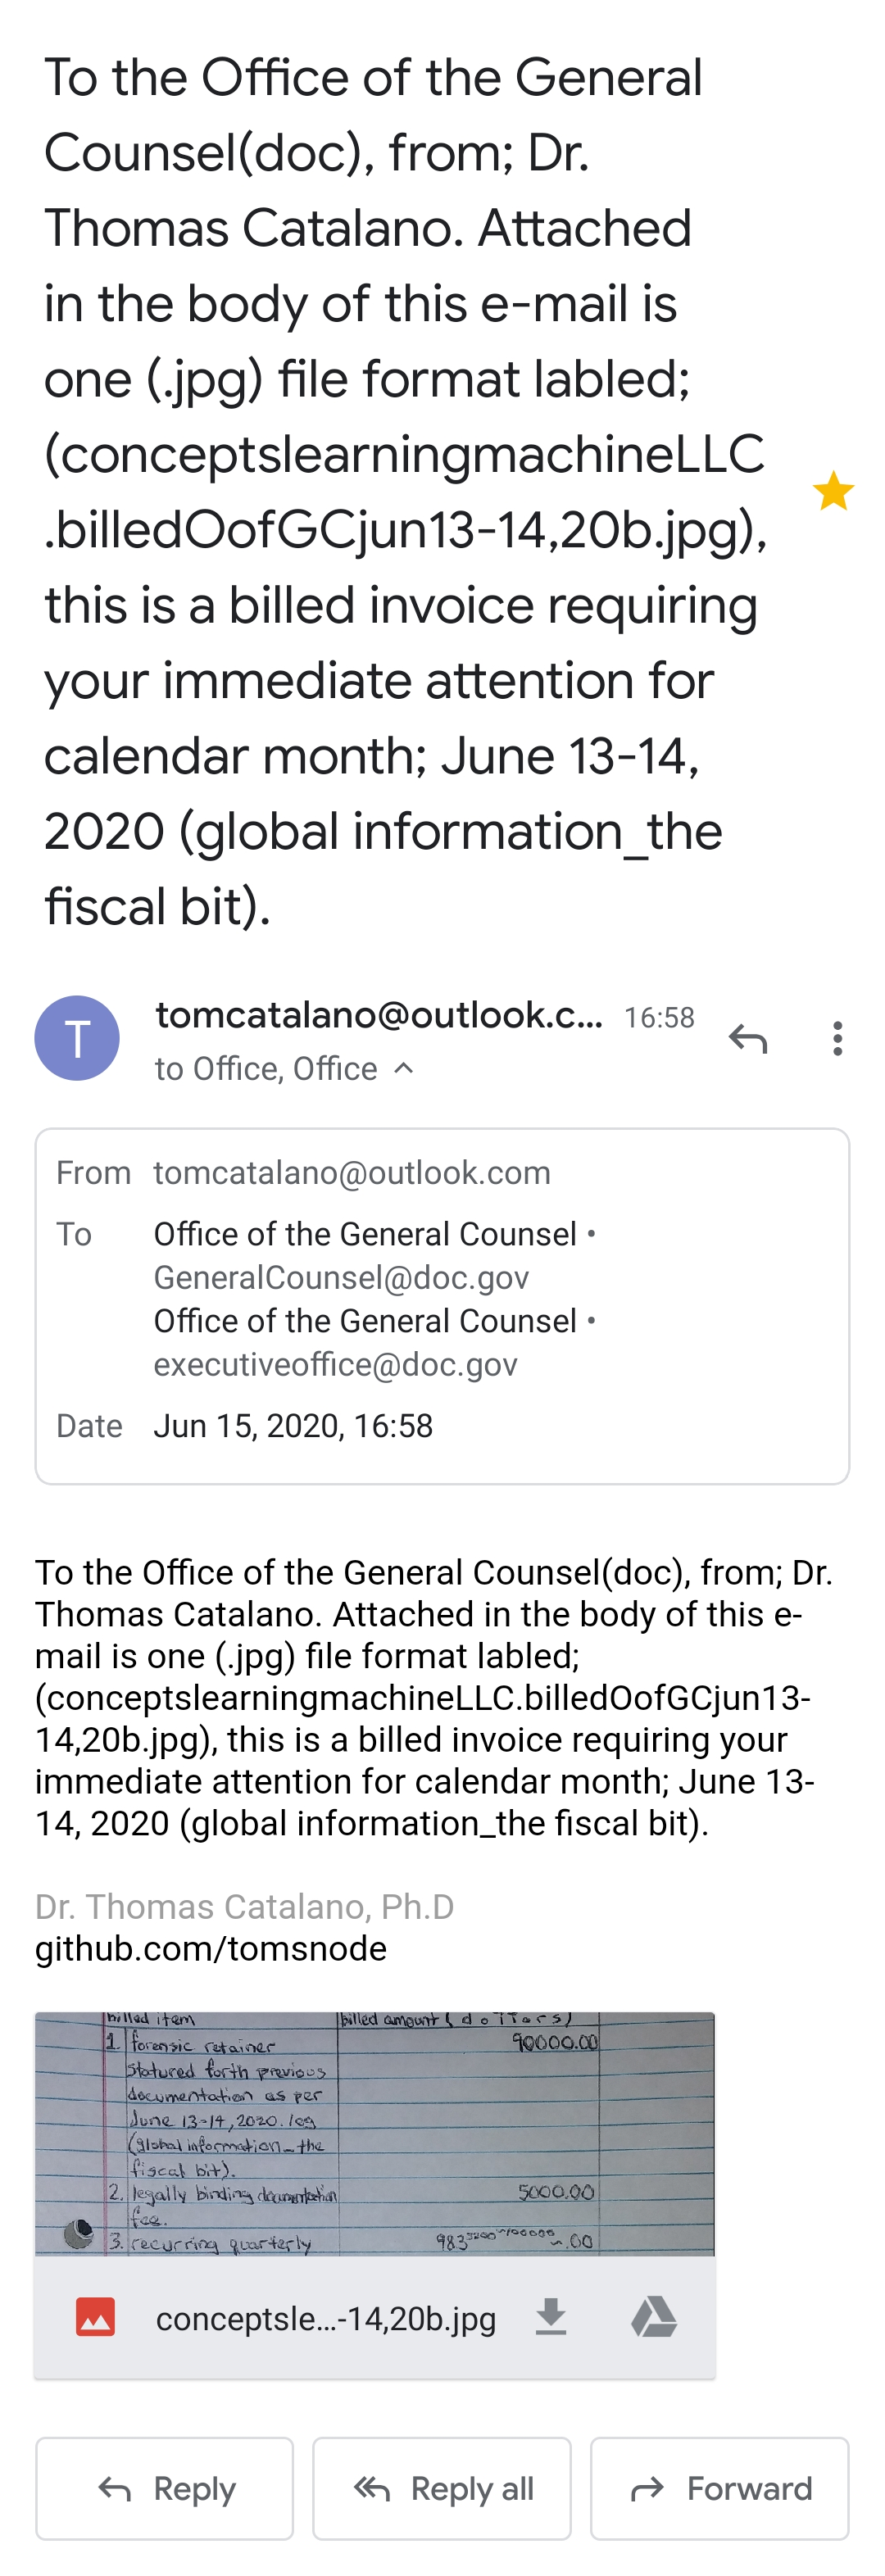 To the Office of the General
Counsel(doc), from; Dr.
Thomas Catalano. Attached
in the body of this e-mail is
one (.jpg) file format labled;
(conceptslearningmachineLLC
.billedOofGCjun13-14,20b.jpg),
this is a billed invoice requiring
your immediate attention for
calendar month; June 13-14,
2020 (global information_the
fiscal bit).
T
tomcatalano@outlook.c... 16:58
to Office, Office
From tomcatalano@outlook.com
To Office of the General Counsel •
GeneralCounsel@doc.gov
Office of the General Counsel •
executiveoffice@doc.gov
Date Jun 15, 2020, 16:58
To the Office of the General Counsel(doc), from; Dr.
Thomas Catalano. Attached in the body of this e-
mail is one (.jpg) file format labled;
(conceptslearningmachineLLC.billedOofGCjun13-
14,20b.jpg), this is a billed invoice requiring your
immediate attention for calendar month; June 13-
14, 2020 (global information_the fiscal bit).
Dr. Thomas Catalano, Ph.D
github.com/tomsnode
billed item billed amount (dollars)
1. forensic retainer 90000.00
statured forth previous
documentation as per
June 13-14, 2020.log
(global information_the
fiscal bit).
2. legally binding documentation 5000.00
fee.
3. recurring quarterly .00
conceptsle...-14,20b.jpg
Reply
Reply all
Forward